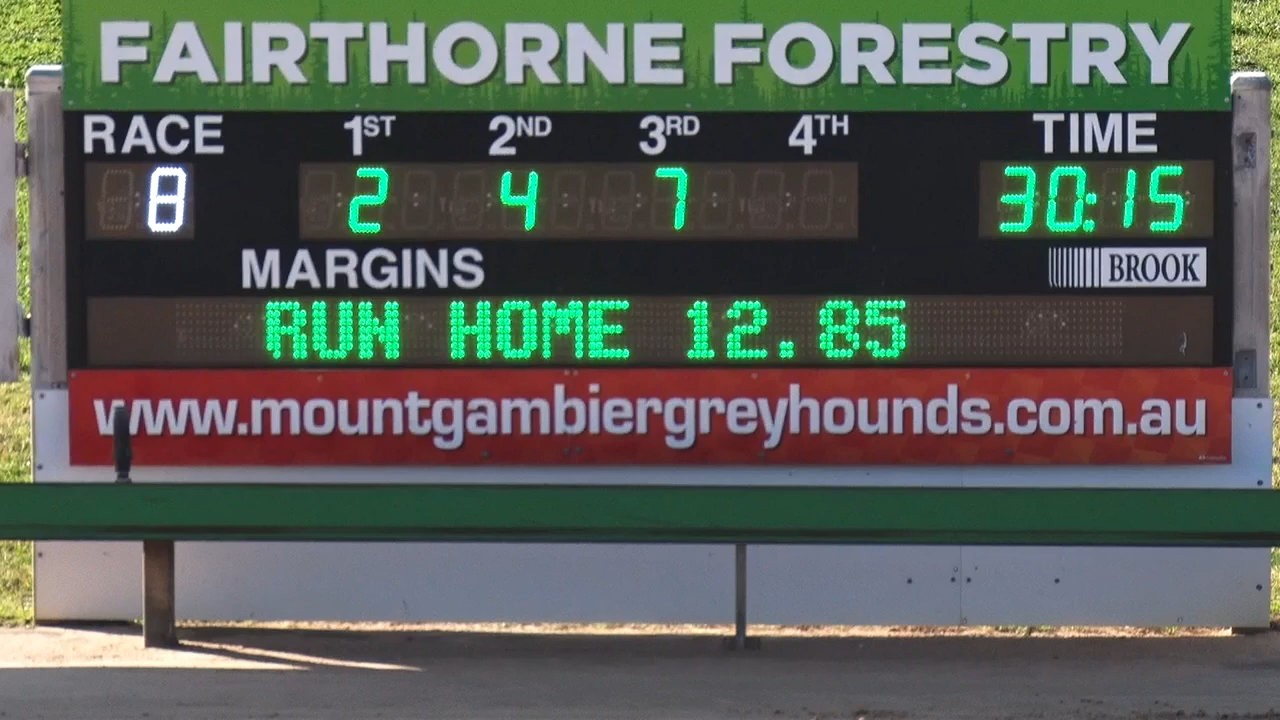 FAIRTHORNE FORESTRY
RACE 1ST 2ND 3RD 4TH TIME
8 2 4 7 30:15
MARGINS BROOK
RUN HOME 12.85
www.mountgambiergreyhounds.com.au